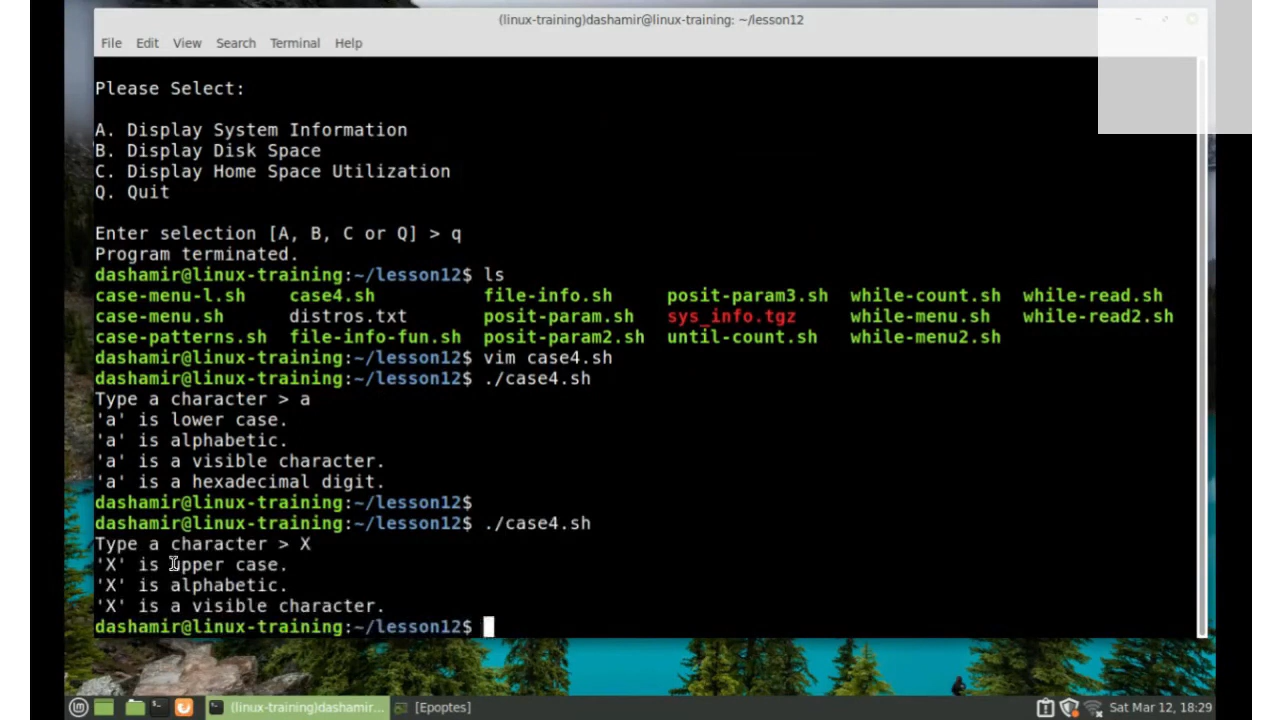 (linux-training)dashamir@linux-training: ~/lesson12
File Edit View Search Terminal Help
Please Select:
A. Display System Information
B. Display Disk Space
C. Display Home Space Utilization
Q. Quit
Enter selection [A, B, C or Q] > q
Program terminated.
dashamir@linux-training:~/lesson12$ ls
case-menu-l.sh case4.sh file-info.sh posit-param3.sh while-count.sh while-read.sh
case-menu.sh distros.txt posit-param.sh sys_info.tgz while-menu.sh while-read2.sh
case-patterns.sh file-info-fun.sh posit-param2.sh until-count.sh while-menu2.sh
dashamir@linux-training:~/lesson12$ vim case4.sh
dashamir@linux-training:~/lesson12$ ./case4.sh
Type a character > a
'a' is lower case.
'a' is alphabetic.
'a' is a visible character.
'a' is a hexadecimal digit.
dashamir@linux-training:~/lesson12$
dashamir@linux-training:~/lesson12$ ./case4.sh
Type a character > X
'X' is upper case.
'X' is alphabetic.
'X' is a visible character.
dashamir@linux-training:~/lesson12$
(linux-training)dashamir... [Epoptes] Sat Mar 12, 18:29